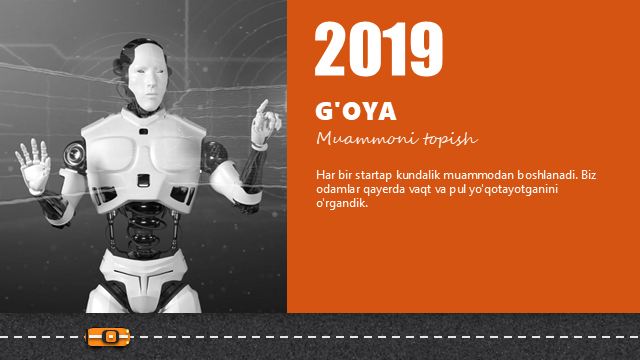 2019
G'OYA
Muammoni topish
Har bir startap kundalik muammodan boshlanadi. Biz
odamlar qayerda vaqt va pul yo'qotayotganini
o'rgandik.